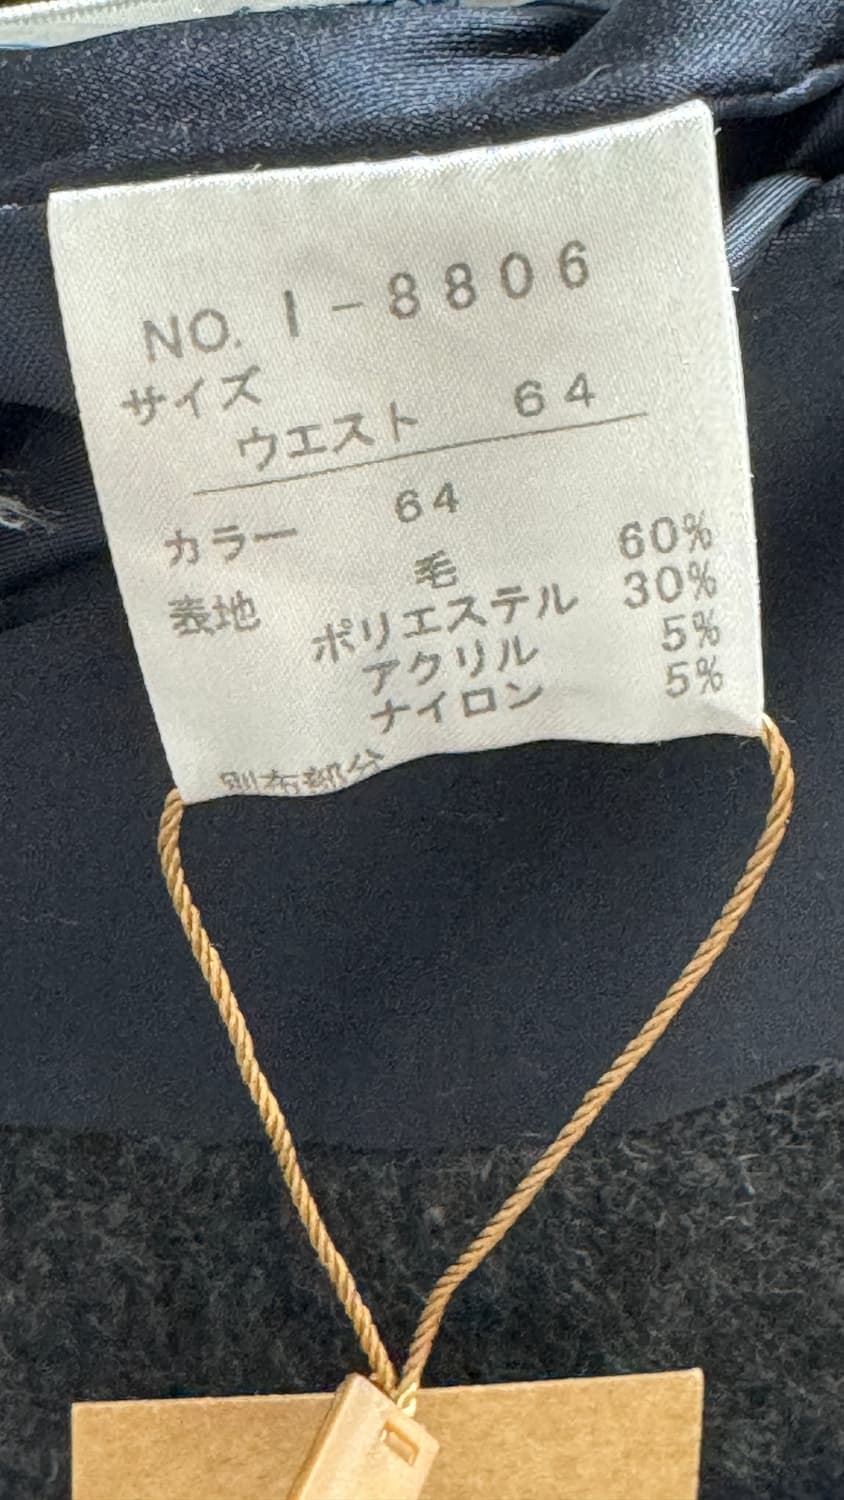 NO. I-8806
サイズ
ウエスト 64
カラー 64
表地 毛 60%
ポリエステル 30%
アクリル 5%
ナイロン 5%
別布部分